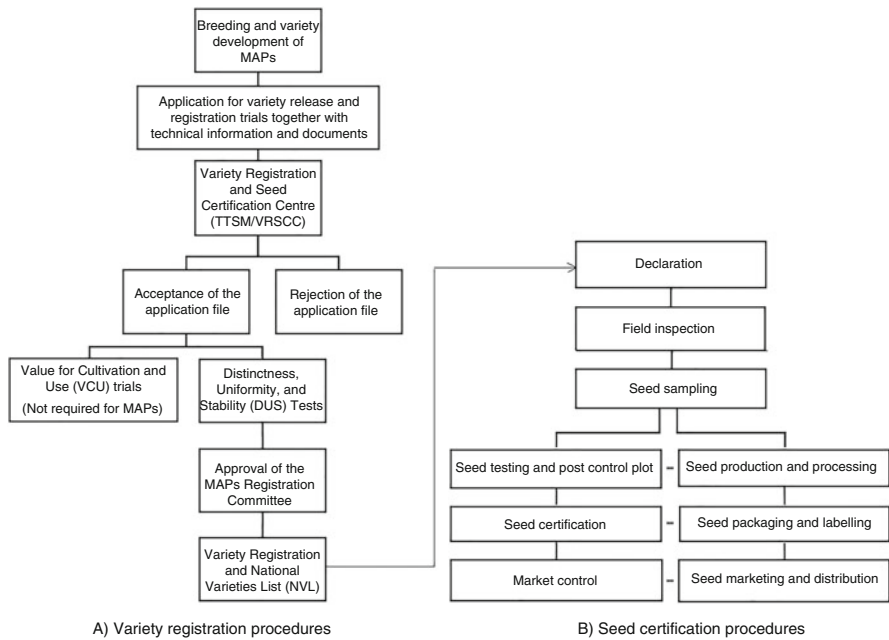 Breeding and variety
development of
MAPs
Application for variety release and
registration trials together with
technical information and documents
Variety Registration
and Seed
Certification Centre
(TTSM/VRSCC)
Acceptance of the
application file
Rejection of the
application file
Value for Cultivation and
Use (VCU) trials
(Not required for MAPs)
Distinctness,
Uniformity, and
Stability (DUS) Tests
Approval of the
MAPs Registration
Committee
Variety Registration
and National
Varieties List (NVL)
A) Variety registration procedures
Declaration
Field inspection
Seed sampling
Seed testing and post control plot
Seed production and processing
Seed certification
Seed packaging and labelling
Market control
Seed marketing and distribution
B) Seed certification procedures